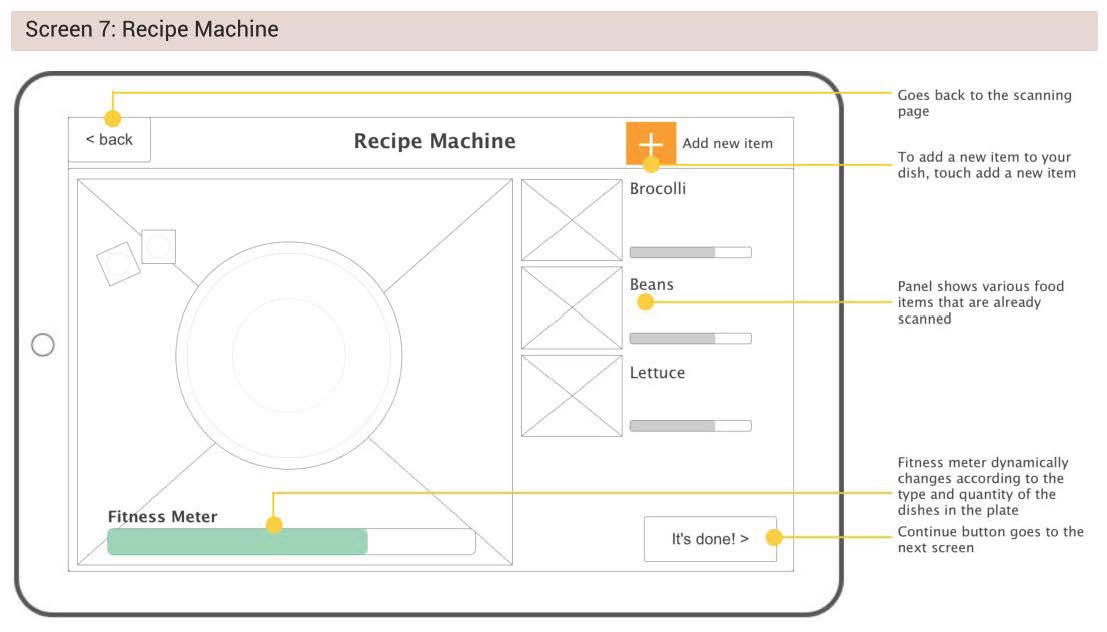 Screen 7: Recipe Machine
< back
Recipe Machine
Add new item
Brocolli
Beans
Lettuce
Fitness Meter
It's done! >
Goes back to the scanning
page
To add a new item to your
dish, touch add a new item
Panel shows various food
items that are already
scanned
Fitness meter dynamically
changes according to the
type and quantity of the
dishes in the plate
Continue button goes to the
next screen